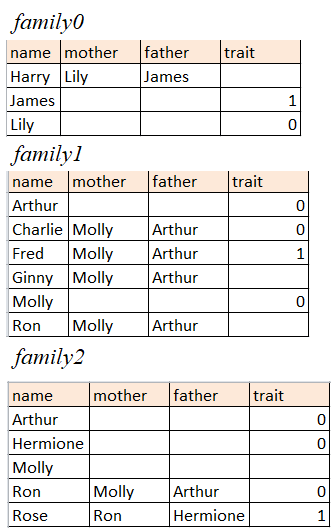 family0
name mother father trait
Harry Lily James
James 1
Lily 0
family1
name mother father trait
Arthur 0
Charlie Molly Arthur 0
Fred Molly Arthur 1
Ginny Molly Arthur
Molly 0
Ron Molly Arthur
family2
name mother father trait
Arthur 0
Hermione 0
Molly
Ron Molly Arthur 0
Rose Ron Hermione 1